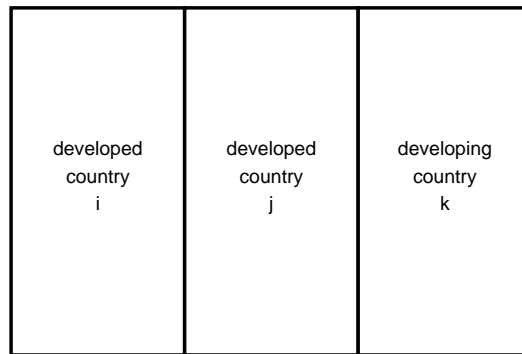 developed
country
i
developed
country
j
developing
country
k